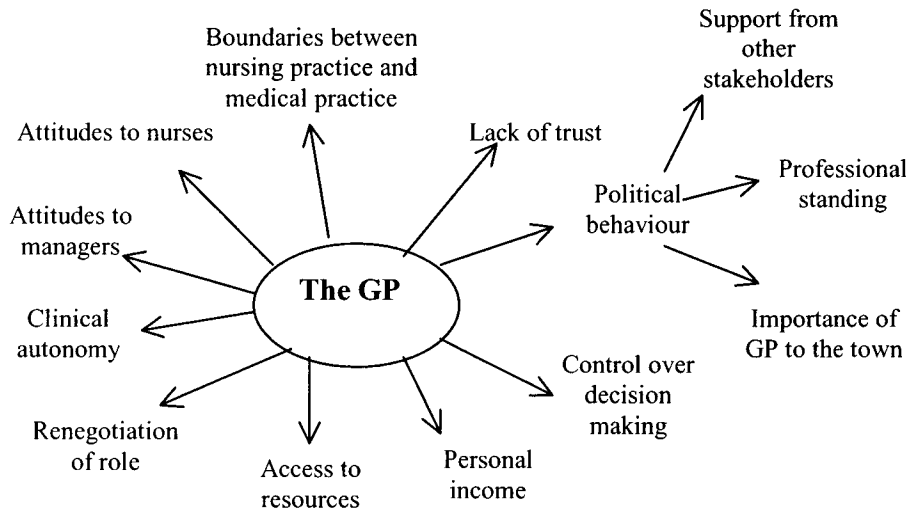 Support from
other
stakeholders
Boundaries between
nursing practice and
medical practice
Attitudes to nurses
Lack of trust
Professional
standing
Political
behaviour
Attitudes to
managers
The GP
Clinical
autonomy
Importance of
GP to the town
Control over
decision
making
Renegotiation
of role
Access to
resources
Personal
income